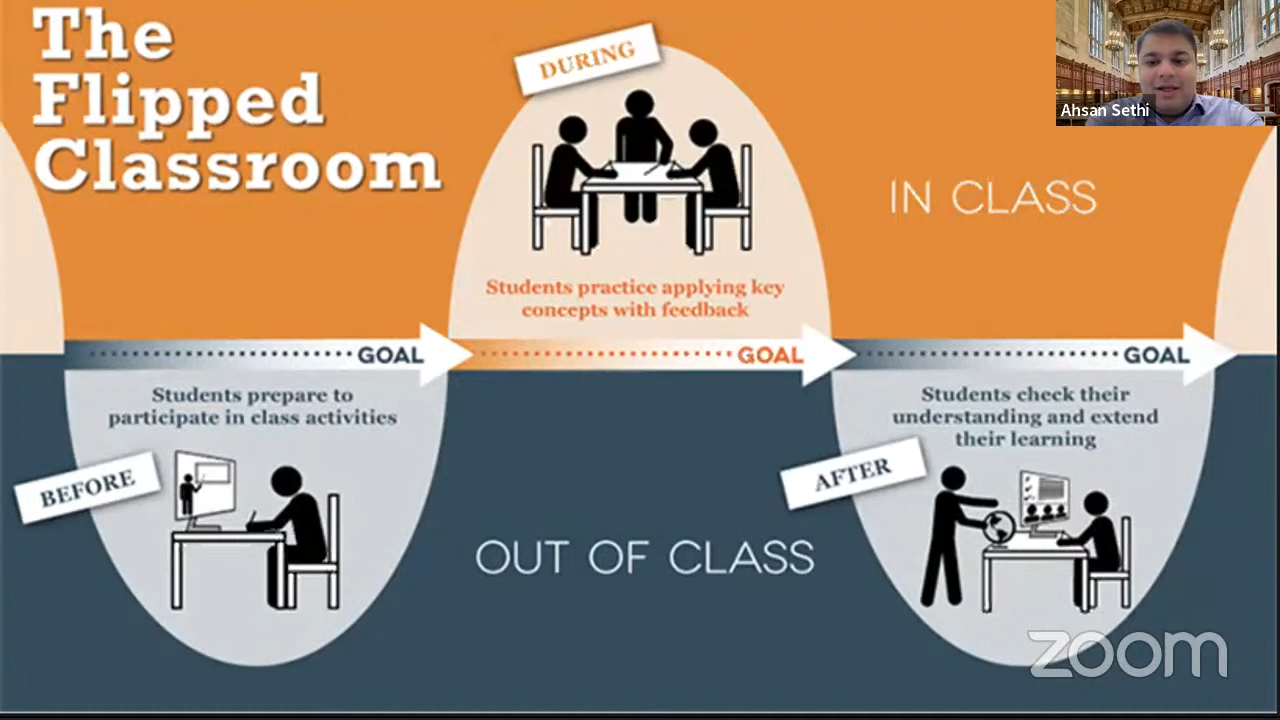 The
Flipped
Classroom
DURING
Ahsan Sethi
IN CLASS
Students practice applying key
concepts with feedback
GOAL
GOAL
GOAL
Students prepare to
participate in class activities
Students check their
understanding and extend
their learning
BEFORE
AFTER
OUT OF CLASS
zoom